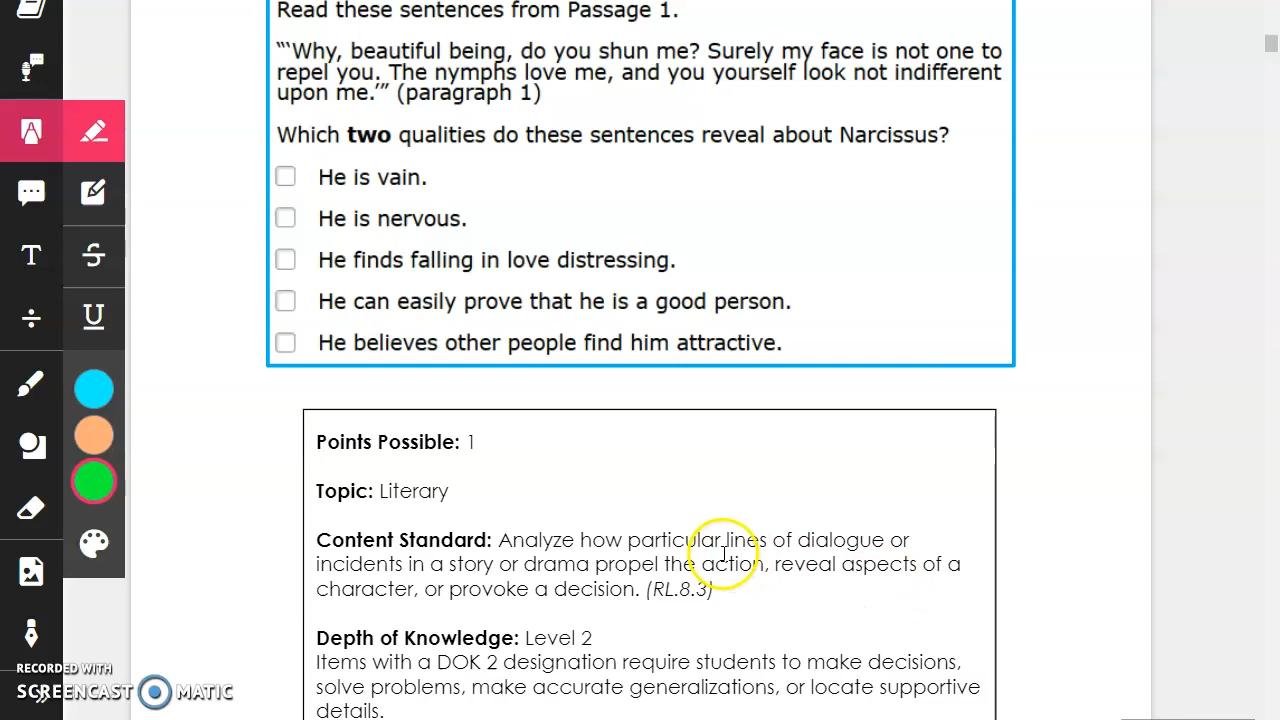 Read these sentences from Passage 1.
“‘Why, beautiful being, do you shun me? Surely my face is not one to
repel you. The nymphs love me, and you yourself look not indifferent
upon me.’” (paragraph 1)
Which two qualities do these sentences reveal about Narcissus?
He is vain.
He is nervous.
He finds falling in love distressing.
He can easily prove that he is a good person.
He believes other people find him attractive.
Points Possible: 1
Topic: Literary
Content Standard: Analyze how particular lines of dialogue or
incidents in a story or drama propel the action, reveal aspects of a
character, or provoke a decision. (RL.8.3)
Depth of Knowledge: Level 2
Items with a DOK 2 designation require students to make decisions,
solve problems, make accurate generalizations, or locate supportive
details.
A
T
S
U
RECORDED WITH
SCREENCAST MATIC